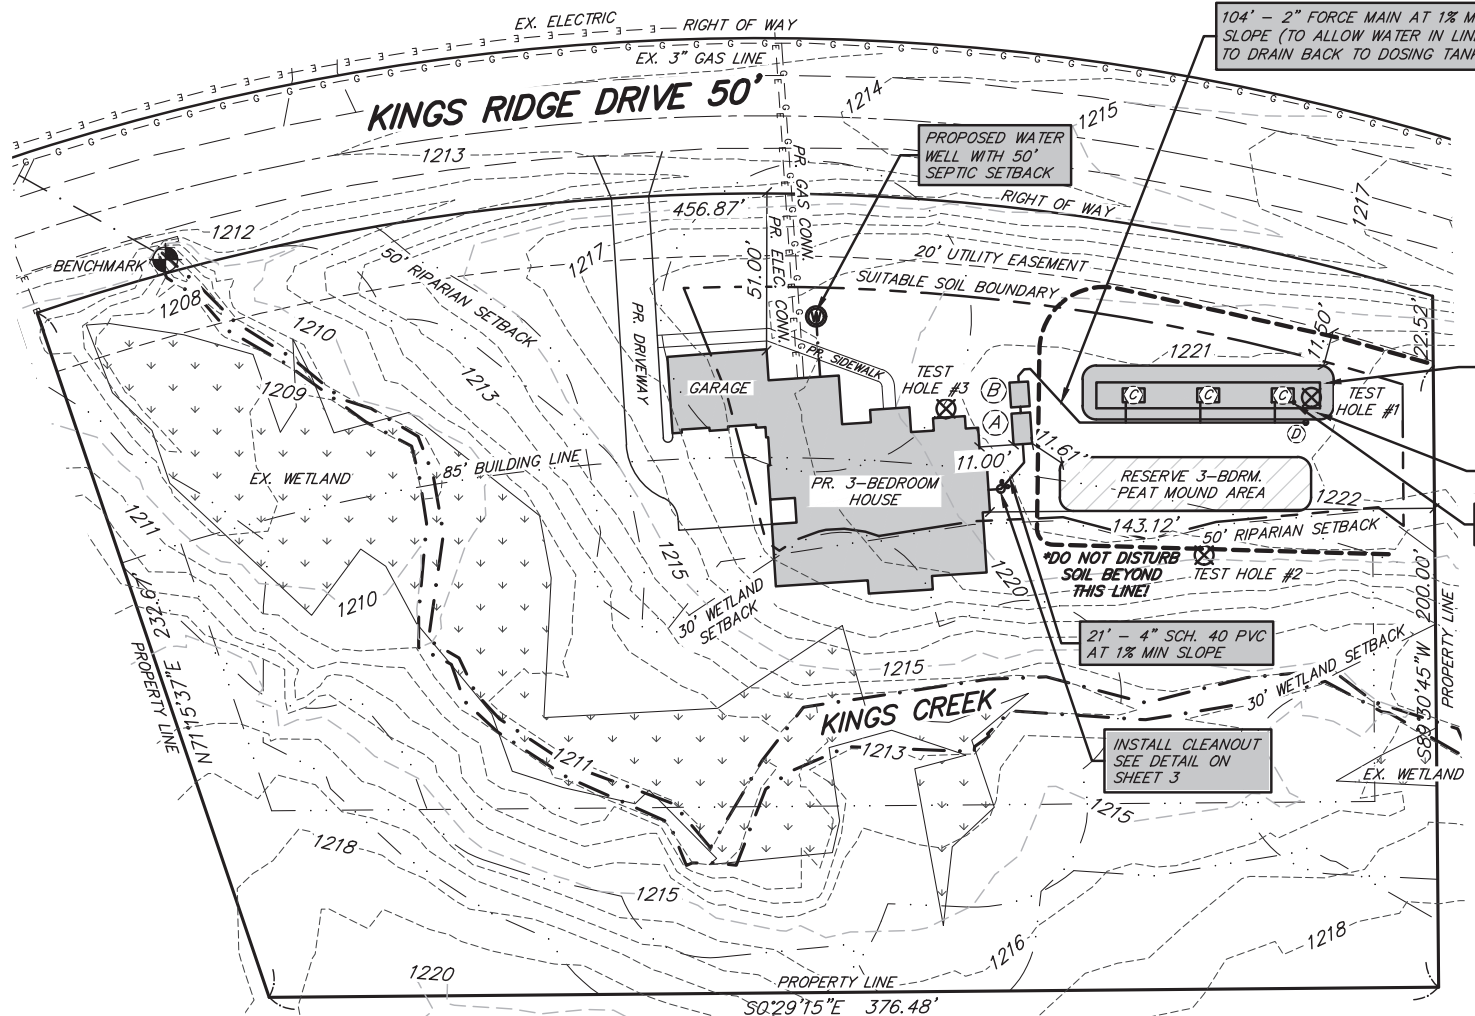 104' - 2" FORCE MAIN AT 1% M
SLOPE (TO ALLOW WATER IN LIN
TO DRAIN BACK TO DOSING TAN
EX. ELECTRIC
RIGHT OF WAY
EX. 3" GAS LINE
KINGS RIDGE DRIVE 50'
1214
1215
1213
PROPOSED WATER
WELL WITH 50'
SEPTIC SETBACK
1217
RIGHT OF WAY
456.87'
PR. GAS CONN.
PR. ELEC CONN.
51.00'
1212
BENCHMARK
1208
50' RIPARIAN SETBACK
1217
20' UTILITY EASEMENT
SUITABLE SOIL BOUNDARY
W
1210
PR. DRIVEWAY
PR. SIDEWALK
11.50'
22.52'
1221
1213
1209
GARAGE
TEST
HOLE #3
B
A
C
C
C
TEST
HOLE #1
D
85' BUILDING LINE
EX. WETLAND
11.61'
11.00'
PR. 3-BEDROOM
HOUSE
RESERVE 3-BDRM.
PEAT MOUND AREA
1222
1211
143.12'
50' RIPARIAN SETBACK
1215
*DO NOT DISTURB
SOIL BEYOND
THIS LINE!
TEST HOLE #2
1220
1210
30' WETLAND
SETBACK
21' - 4" SCH. 40 PVC
AT 1% MIN SLOPE
N71°15'37"E 232.67'
PROPERTY LINE
1215
30' WETLAND SETBACK
S89°30'45"W 200.00'
PROPERTY LINE
KINGS CREEK
1213
1211
INSTALL CLEANOUT
SEE DETAIL ON
SHEET 3
EX. WETLAND
1215
1218
1215
1216
1218
1220
PROPERTY LINE
S0°29'15"E 376.48'